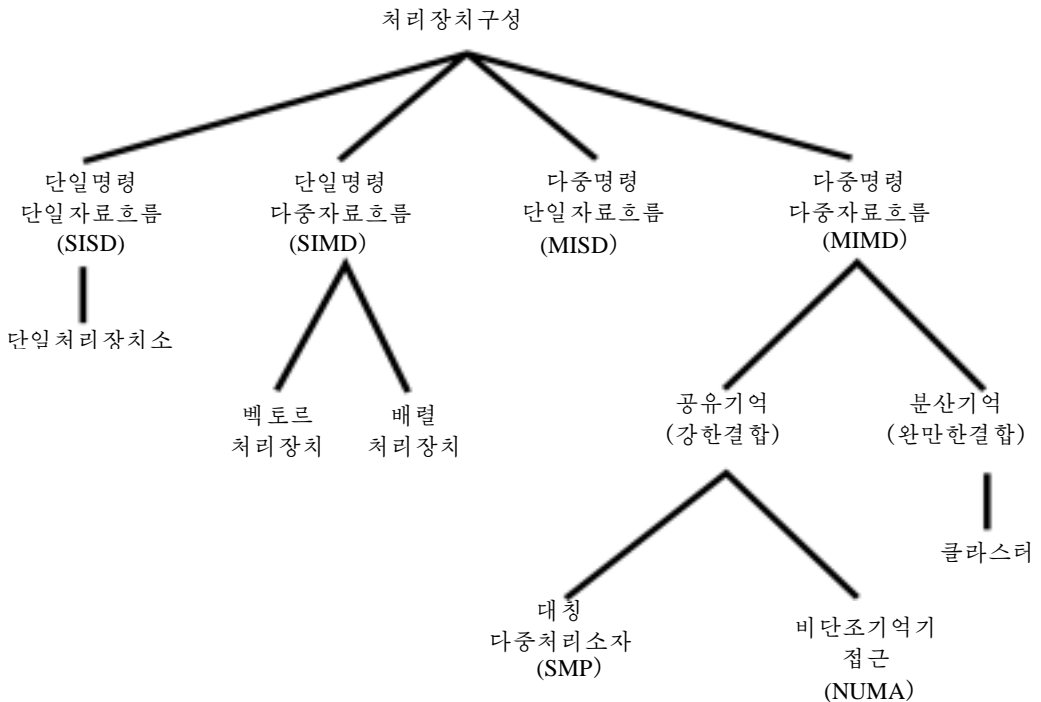 처리장치구성
단일명령
단일자료흐름
(SISD)
단일명령
다중자료흐름
(SIMD)
다중명령
단일자료흐름
(MISD)
다중명령
다중자료흐름
(MIMD)
단일처리장치소
벡토르
처리장치
배렬
처리장치
공유기억
(강한결합)
분산기억
(완만한결합)
클라스터
대칭
다중처리소자
(SMP)
비단조기억기
접근
(NUMA)